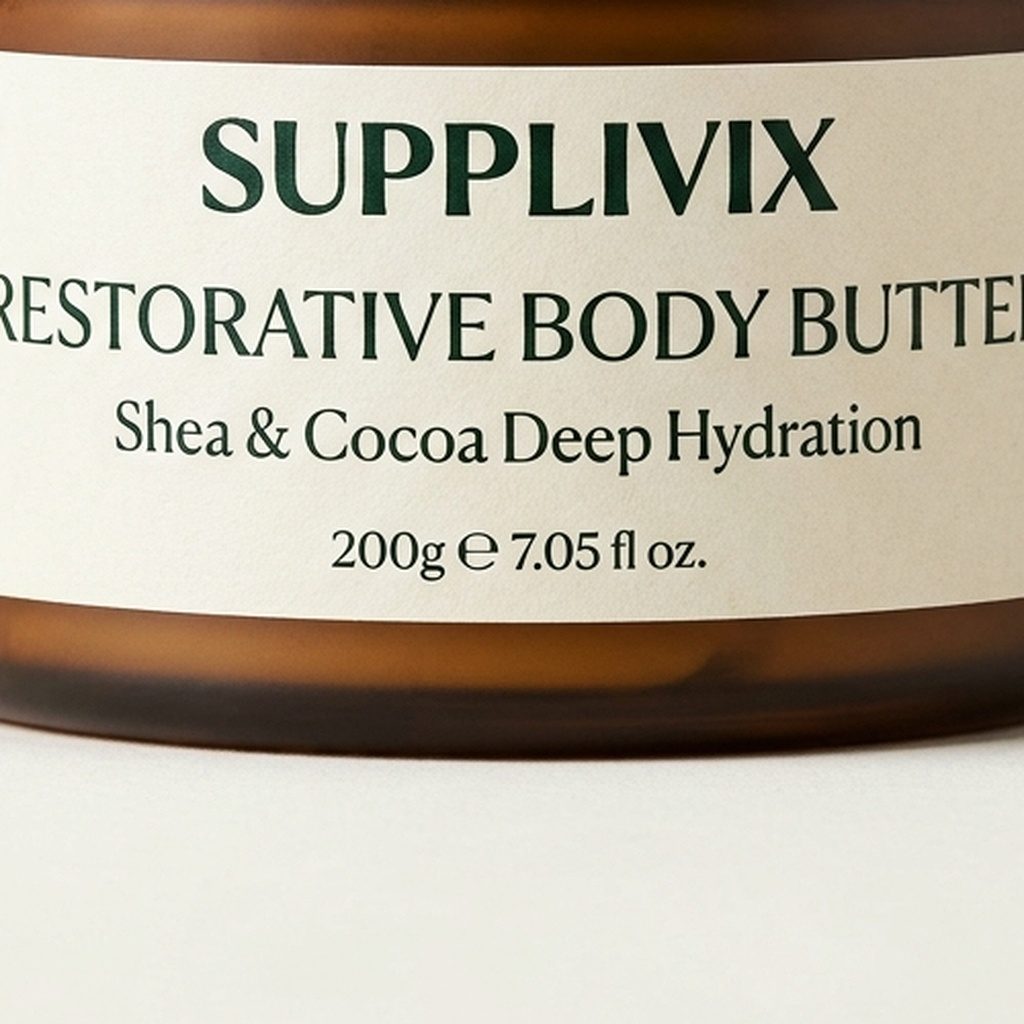 SUPPLIVIX
RESTORATIVE BODY BUTTE
Shea & Cocoa Deep Hydration
200g ℮ 7.05 fl oz.